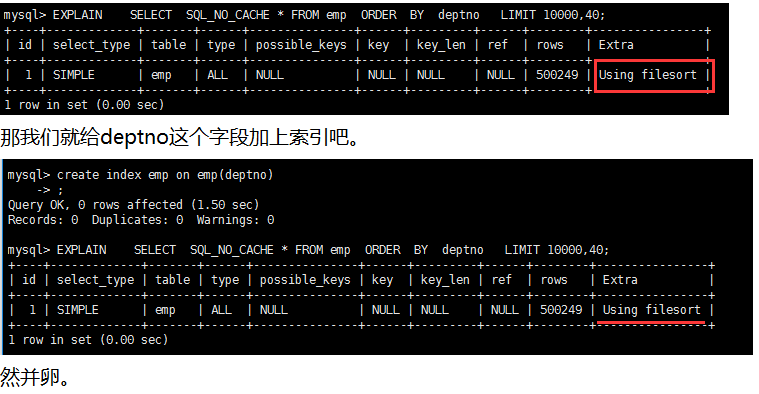 mysql> EXPLAIN    SELECT  SQL_NO_CACHE * FROM emp  ORDER  BY  deptno   LIMIT 10000,40;
+----+-------------+-------+------+---------------+------+---------+------+--------+----------------+
| id | select_type | table | type | possible_keys | key  | key_len | ref  | rows   | Extra          |
+----+-------------+-------+------+---------------+------+---------+------+--------+----------------+
|  1 | SIMPLE      | emp   | ALL  | NULL          | NULL | NULL    | NULL | 500249 | Using filesort |
+----+-------------+-------+------+---------------+------+---------+------+--------+----------------+
1 row in set (0.00 sec)
那我们就给deptno这个字段加上索引吧。
mysql> create index emp on emp(deptno)
    -> ;
Query OK, 0 rows affected (1.50 sec)
Records: 0  Duplicates: 0  Warnings: 0
mysql> EXPLAIN    SELECT  SQL_NO_CACHE * FROM emp  ORDER  BY  deptno   LIMIT 10000,40;
+----+-------------+-------+------+---------------+------+---------+------+--------+----------------+
| id | select_type | table | type | possible_keys | key  | key_len | ref  | rows   | Extra          |
+----+-------------+-------+------+---------------+------+---------+------+--------+----------------+
|  1 | SIMPLE      | emp   | ALL  | NULL          | NULL | NULL    | NULL | 500249 | Using filesort |
+----+-------------+-------+------+---------------+------+---------+------+--------+----------------+
1 row in set (0.00 sec)
然并卵。